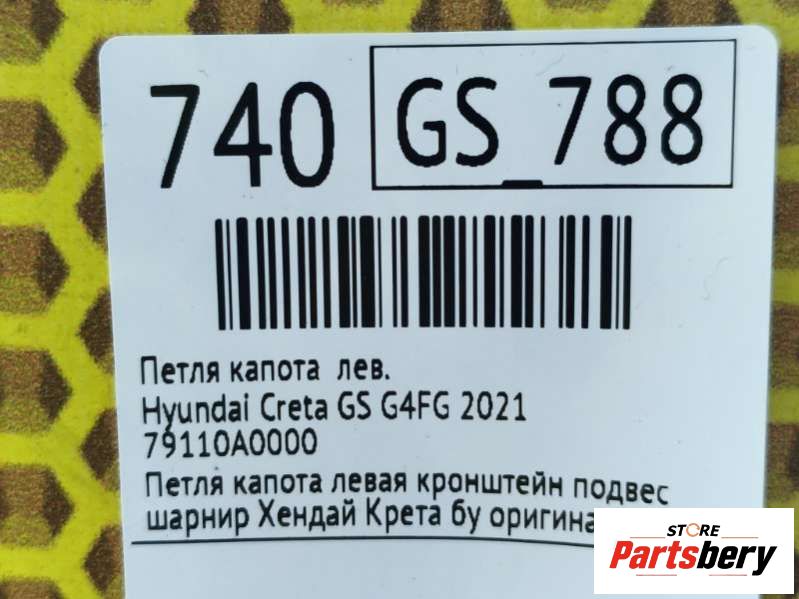 740 GS_788
Петля капота лев.
Hyundai Creta GS G4FG 2021
79110A0000
Петля капота левая кронштейн подвес
шарнир Хендай Крета бу
STORE
Partsbery